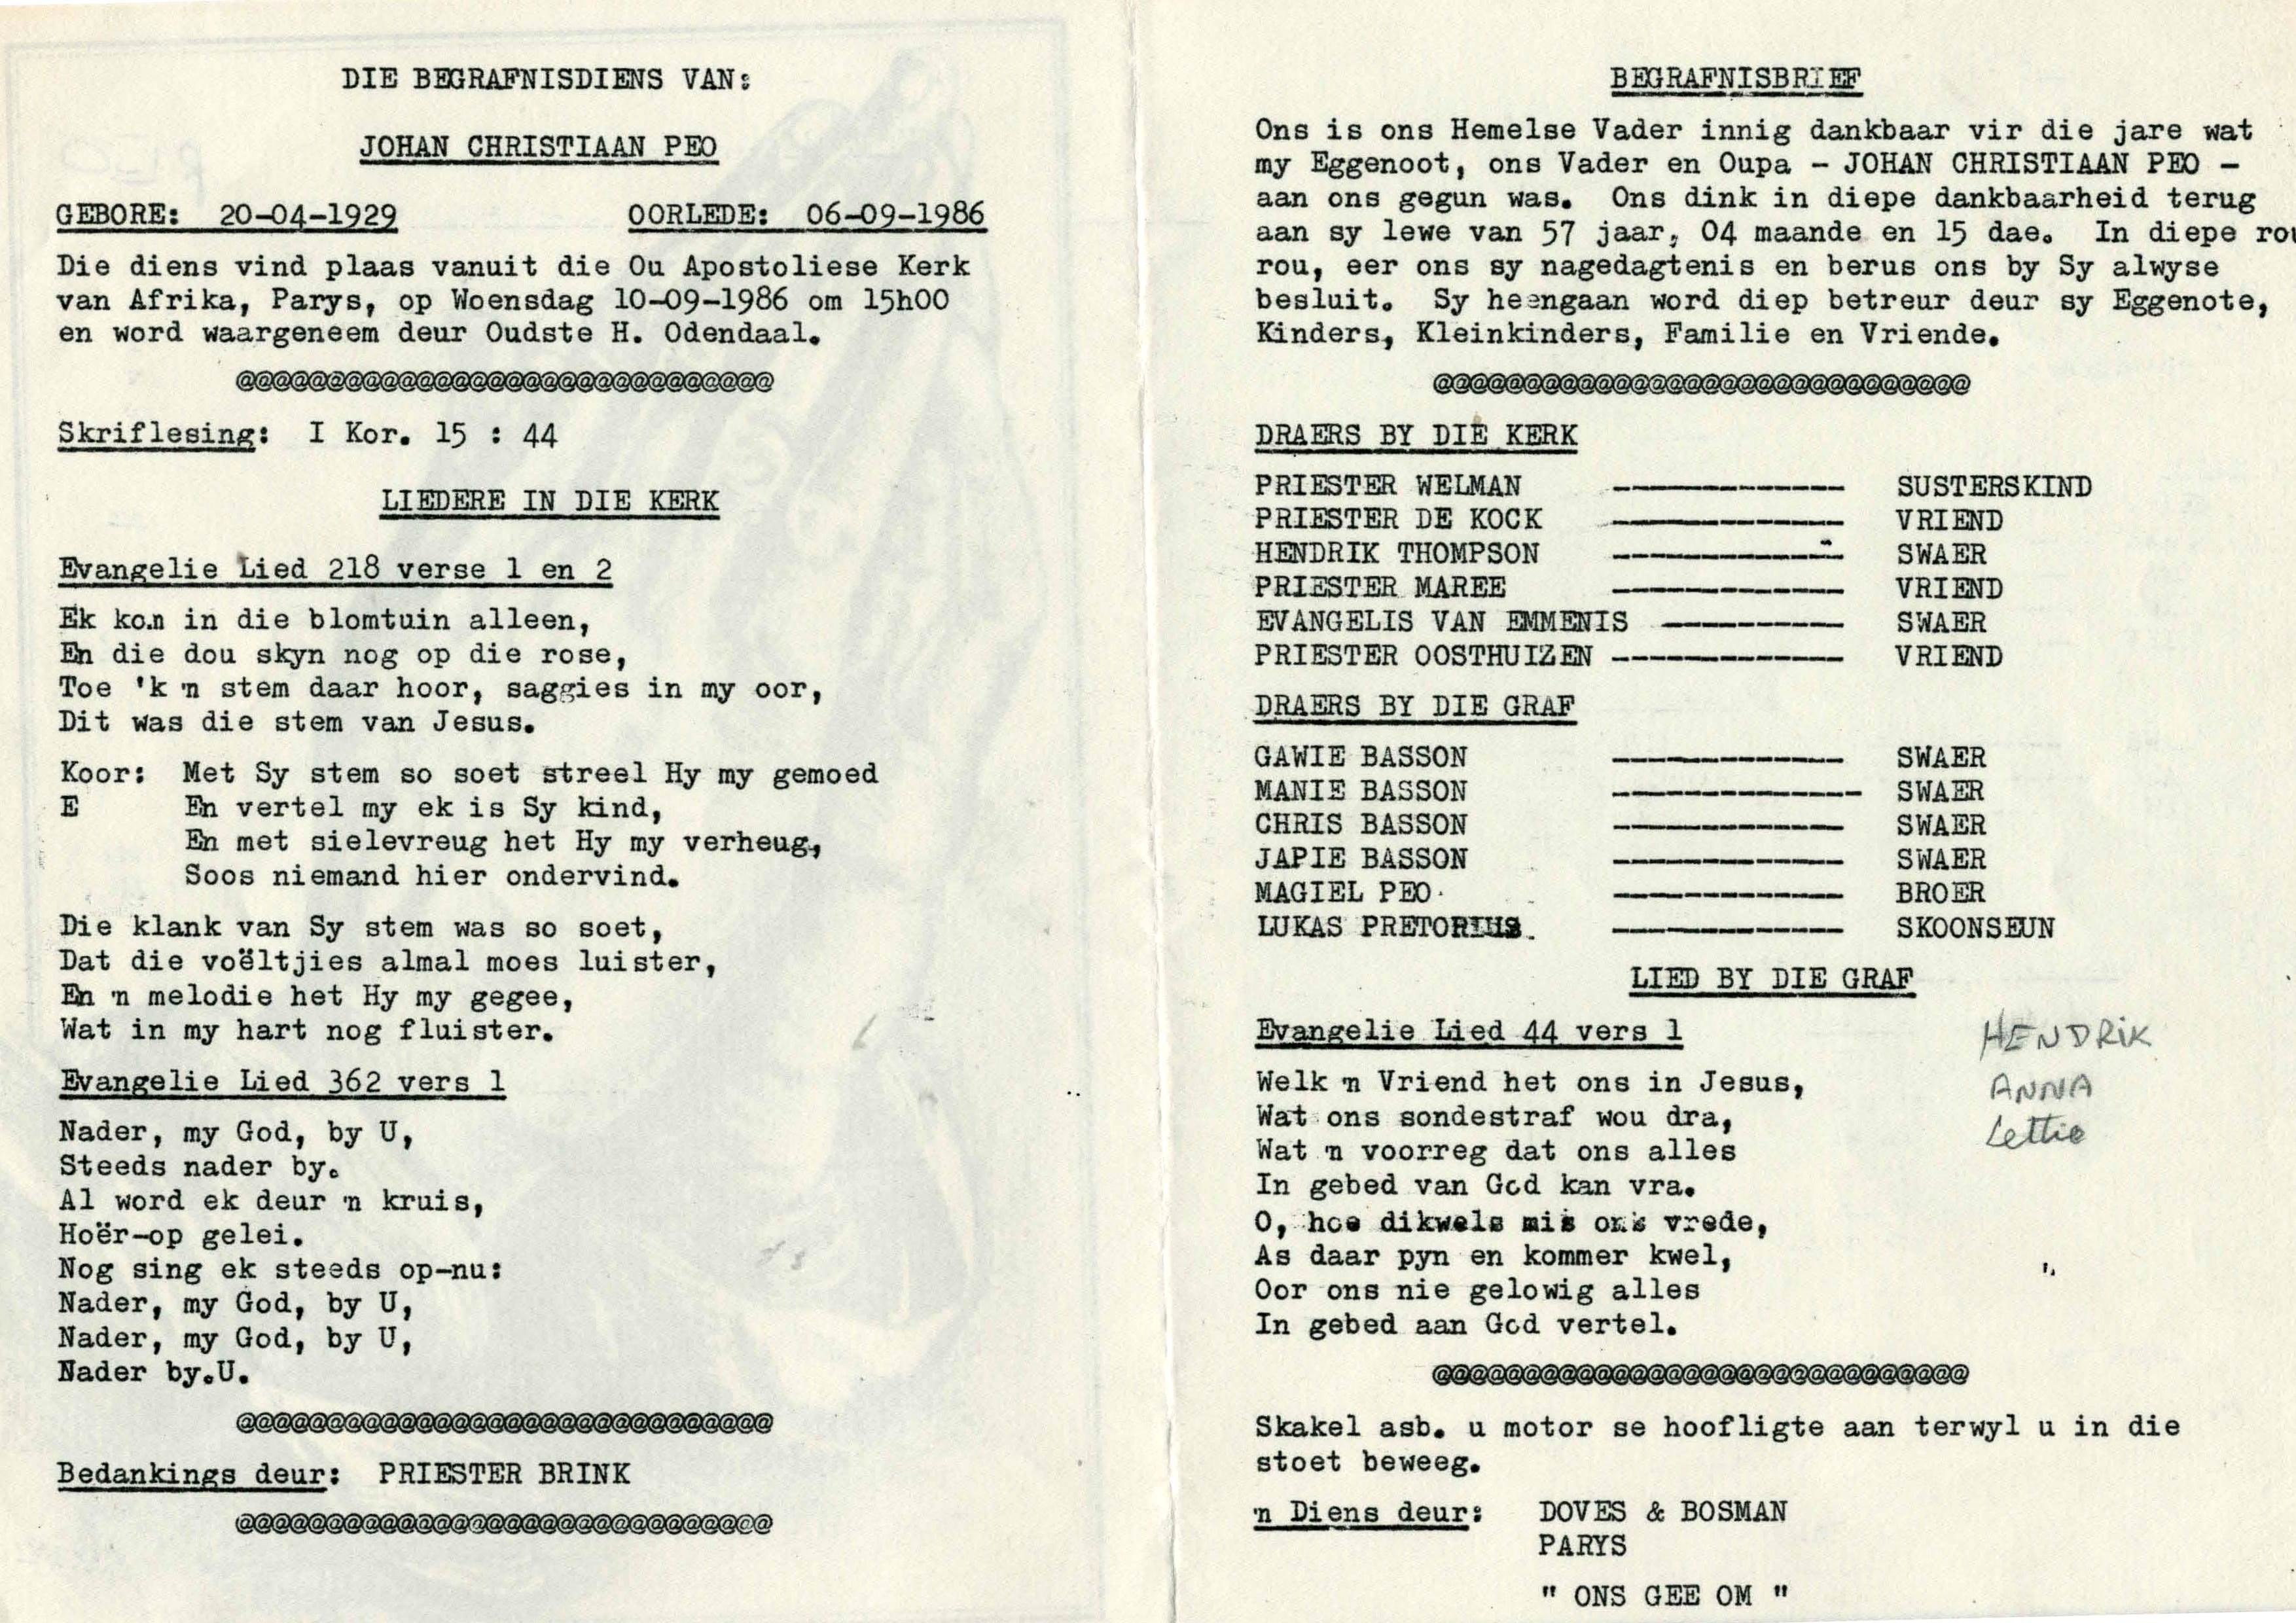 DIE BEGRAFNISDIENS VAN:
JOHAN CHRISTIAAN PEO
GEBORE: 20-04-1929 OORLEDE: 06-09-1986
Die diens vind plaas vanuit die Ou Apostoliese Kerk
van Afrika, Parys, op Woensdag 10-09-1986 om 15h00
en word waargeneem deur Oudste H. Odendaal.
@@@@@@@@@@@@@@@@@@@@@@@@@@@@@@
Skriflesing: I Kor. 15 : 44
LIEDERE IN DIE KERK
Evangelie Lied 218 verse 1 en 2
Ek kom in die blomtuin alleen,
En die dou skyn nog op die rose,
Toe 'k 'n stem daar hoor, saggies in my oor,
Dit was die stem van Jesus.
Koor: Met Sy stem so soet streel Hy my gemoed
E En vertel my ek is Sy kind,
En met sielevreug het Hy my verheug,
Soos niemand hier ondervind.
Die klank van Sy stem was so soet,
Dat die voëltjies almal moes luister,
En 'n melodie het Hy my gegee,
Wat in my hart nog fluister.
Evangelie Lied 362 vers 1
Nader, my God, by U,
Steeds nader by.
Al word ek deur 'n kruis,
Hoër-op gelei.
Nog sing ek steeds op-nu:
Nader, my God, by U,
Nader, my God, by U,
Nader by.U.
@@@@@@@@@@@@@@@@@@@@@@@@@@@@@@
Bedankings deur: PRIESTER BRINK
@@@@@@@@@@@@@@@@@@@@@@@@@@@@@@
BEGRAFNISBRIEF
Ons is ons Hemelse Vader innig dankbaar vir die jare wat
my Eggenoot, ons Vader en Oupa - JOHAN CHRISTIAAN PEO -
aan ons gegun was. Ons dink in diepe dankbaarheid terug
aan sy lewe van 57 jaar, 04 maande en 15 dae. In diepe rou
rou, eer ons sy nagedagtenis en berus ons by Sy alwyse
besluit. Sy heengaan word diep betreur deur sy Eggenote,
Kinders, Kleinkinders, Familie en Vriende.
@@@@@@@@@@@@@@@@@@@@@@@@@@@@@@
DRAERS BY DIE KERK
PRIESTER WELMAN ------------- SUSTERSKIND
PRIESTER DE KOCK ------------- VRIEND
HENDRIK THOMPSON ------------- SWAER
PRIESTER MAREE ------------- VRIEND
EVANGELIS VAN EMMENIS ---------- SWAER
PRIESTER OOSTHUIZEN ------------- VRIEND
DRAERS BY DIE GRAF
GAWIE BASSON ------------- SWAER
MANIE BASSON -------------- SWAER
CHRIS BASSON ------------- SWAER
JAPIE BASSON ------------- SWAER
MAGIEL PEO ------------- BROER
LUKAS PRETORIUS ------------- SKOONSEUN
LIED BY DIE GRAF
Evangelie Lied 44 vers 1
Welk 'n Vriend het ons in Jesus,
Wat ons sondestraf wou dra,
Wat 'n voorreg dat ons alles
In gebed van God kan vra.
O, hoe dikwels mis ons vrede,
As daar pyn en kommer kwel,
Oor ons nie gelowig alles
In gebed aan God vertel.
HENDRIK
ANNA
Lettie
@@@@@@@@@@@@@@@@@@@@@@@@@@@@@@
Skakel asb. u motor se hoofligte aan terwyl u in die
stoet beweeg.
'n Diens deur: DOVES & BOSMAN
PARYS
" ONS GEE OM "